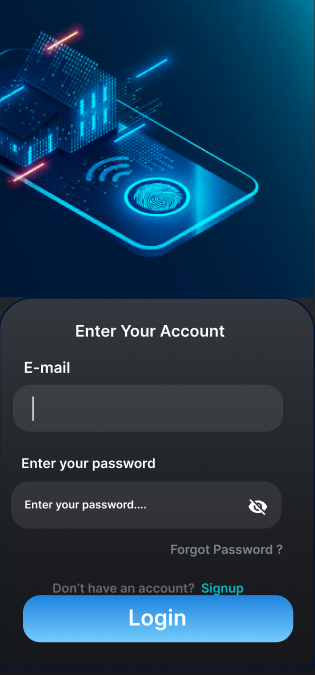 Enter Your Account
E-mail
Enter your password
Enter your password....
Forgot Password ?
Don't have an account? Signup
Login